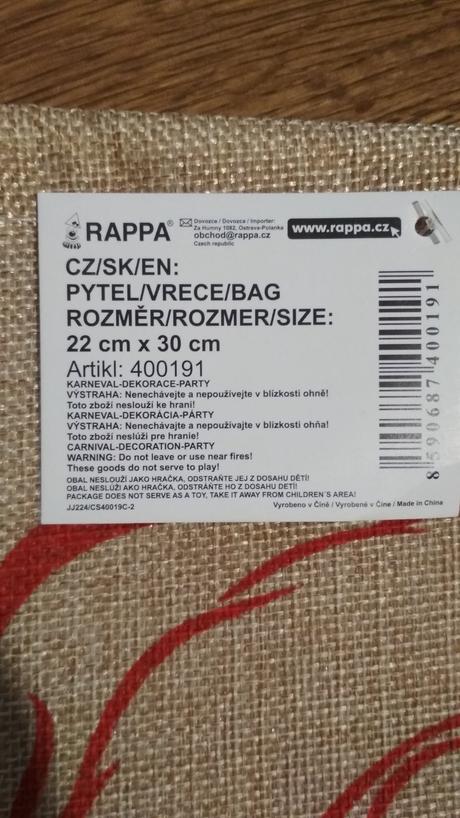 RAPPA®
Dovozce / Dovozca / Importer:
Za Humny 1082, Ostrava-Polanka
obchod@rappa.cz
Czech republic
www.rappa.cz
CZ/SK/EN:
PYTEL/VRECE/BAG
ROZMĚR/ROZMER/SIZE:
22 cm x 30 cm
Artikl: 400191
KARNEVAL-DEKORACE-PARTY
VÝSTRAHA: Nenechávejte a nepoužívejte v blízkosti ohně!
Toto zboží neslouží ke hraní!
KARNEVAL-DEKORÁCIA-PÁRTY
VÝSTRAHA: Nenechávejte a nepoužívejte v blízkosti ohňa!
Toto zboží neslúži pre hranie!
CARNIVAL-DECORATION-PARTY
WARNING: Do not leave or use near fires!
These goods do not serve to play!
OBAL NESLOUŽÍ JAKO HRAČKA, ODSTRAŇTE JEJ Z DOSAHU DĚTÍ!
OBAL NESLÚŽI AKO HRAČKA, ODSTRÁŇTE HO Z DOSAHU DETÍ!
PACKAGE DOES NOT SERVE AS A TOY, TAKE IT AWAY FROM CHILDREN´S AREA!
JJ224/CS40019C-2
Vyrobeno v Číně / Vyrobené v Číne / Made in China
8 590687 400191